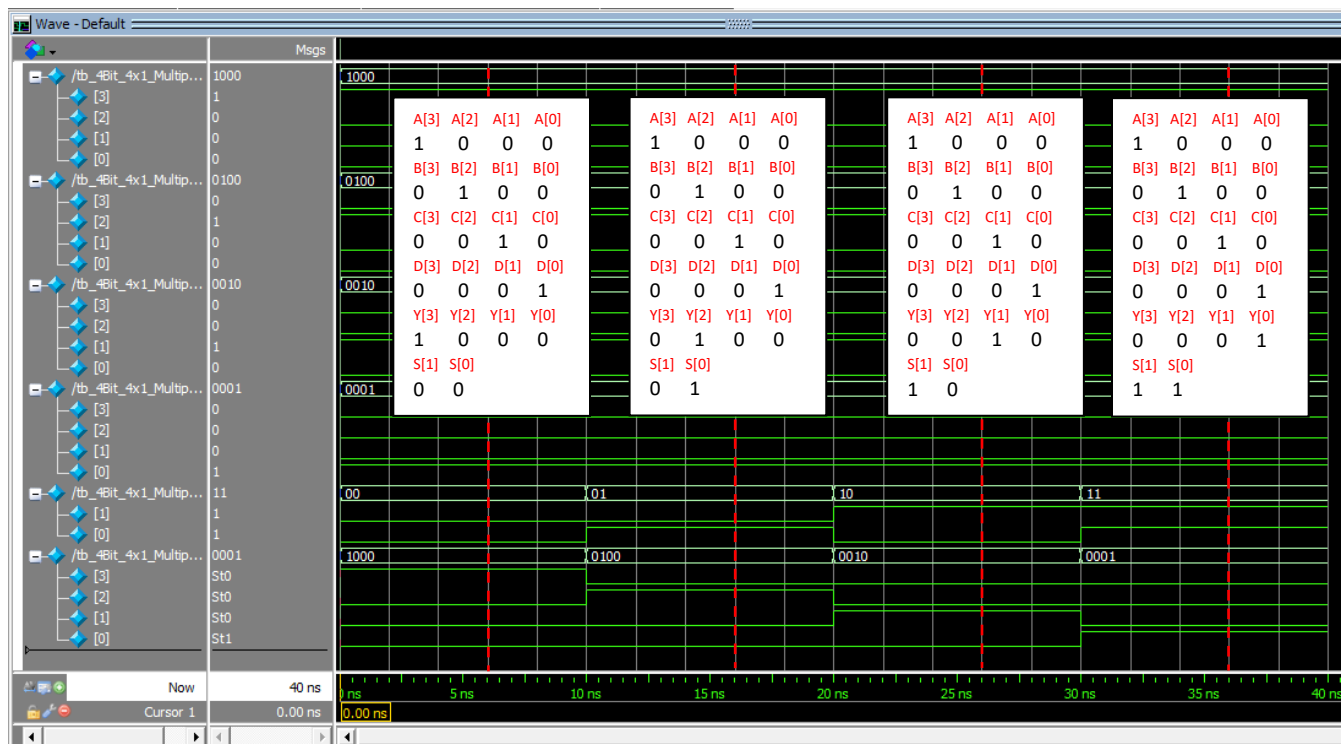 Wave - Default
Msgs
/tb_4Bit_4x1_Multip... 1000 1000
[3] 1
[2] 0
[1] 0
[0] 0
/tb_4Bit_4x1_Multip... 0100 0100
[3] 0
[2] 1
[1] 0
[0] 0
/tb_4Bit_4x1_Multip... 0010 0010
[3] 0
[2] 0
[1] 1
[0] 0
/tb_4Bit_4x1_Multip... 0001 0001
[3] 0
[2] 0
[1] 0
[0] 1
/tb_4Bit_4x1_Multip... 11 00 01 10 11
[1] 1
[0] 1
/tb_4Bit_4x1_Multip... 0001 1000 0100 0010 0001
[3] St0
[2] St0
[1] St0
[0] St1
A[3] A[2] A[1] A[0]
1 0 0 0
B[3] B[2] B[1] B[0]
0 1 0 0
C[3] C[2] C[1] C[0]
0 0 1 0
D[3] D[2] D[1] D[0]
0 0 0 1
Y[3] Y[2] Y[1] Y[0]
1 0 0 0
S[1] S[0]
0 0
A[3] A[2] A[1] A[0]
1 0 0 0
B[3] B[2] B[1] B[0]
0 1 0 0
C[3] C[2] C[1] C[0]
0 0 1 0
D[3] D[2] D[1] D[0]
0 0 0 1
Y[3] Y[2] Y[1] Y[0]
0 1 0 0
S[1] S[0]
0 1
A[3] A[2] A[1] A[0]
1 0 0 0
B[3] B[2] B[1] B[0]
0 1 0 0
C[3] C[2] C[1] C[0]
0 0 1 0
D[3] D[2] D[1] D[0]
0 0 0 1
Y[3] Y[2] Y[1] Y[0]
0 0 1 0
S[1] S[0]
1 0
A[3] A[2] A[1] A[0]
1 0 0 0
B[3] B[2] B[1] B[0]
0 1 0 0
C[3] C[2] C[1] C[0]
0 0 1 0
D[3] D[2] D[1] D[0]
0 0 0 1
Y[3] Y[2] Y[1] Y[0]
0 0 0 1
S[1] S[0]
1 1
Now 40 ns
0 ns 5 ns 10 ns 15 ns 20 ns 25 ns 30 ns 35 ns 40 ns
Cursor 1 0.00 ns 0.00 ns